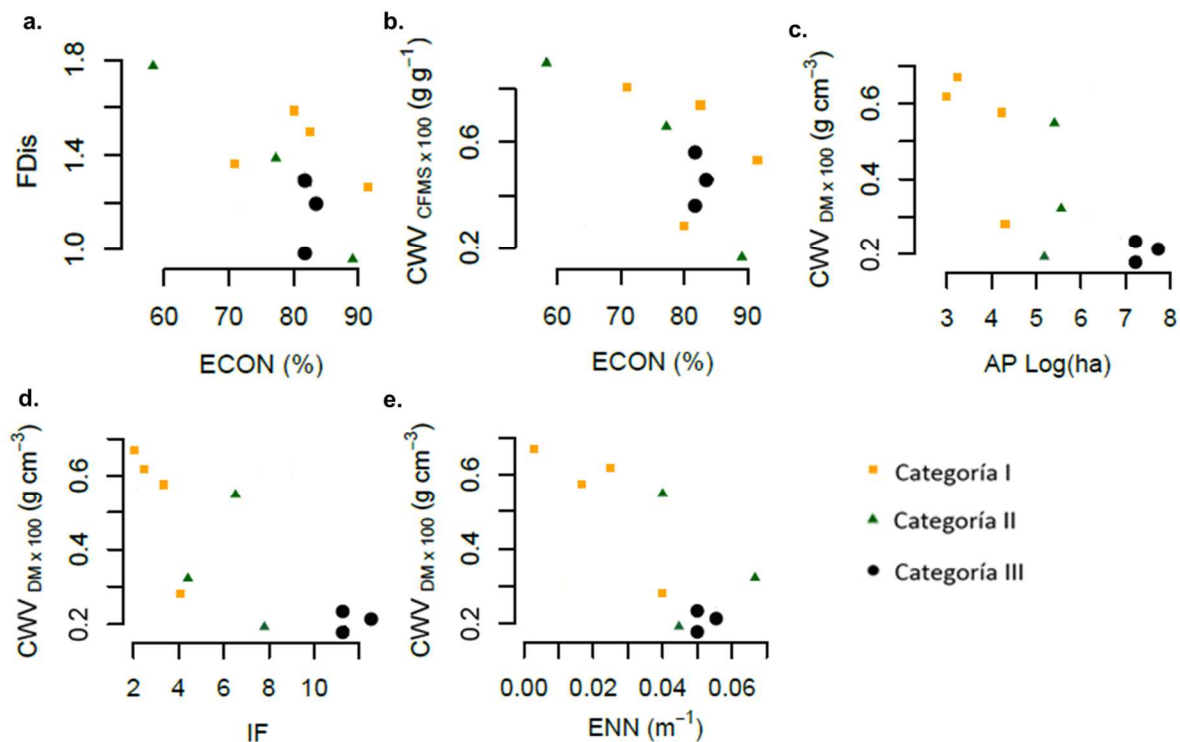 a.
FDis
1.8
1.4
1.0
60 70 80 90
ECON (%)
b.
CWV CFMS x 100 (g g⁻¹)
0.6
0.2
60 70 80 90
ECON (%)
c.
CWV DM x 100 (g cm⁻³)
0.6
0.4
0.2
3 4 5 6 7 8
AP Log(ha)
d.
CWV DM x 100 (g cm⁻³)
0.6
0.4
0.2
2 4 6 8 10
IF
e.
CWV DM x 100 (g cm⁻³)
0.6
0.4
0.2
0.00 0.02 0.04 0.06
ENN (m⁻¹)
Categoría I
Categoría II
Categoría III